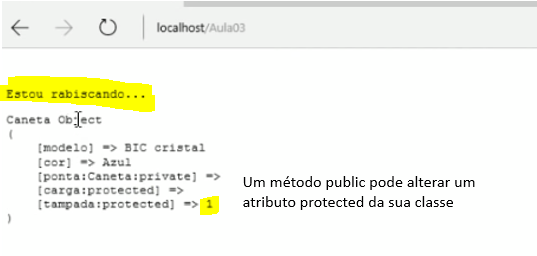 localhost/Aula03
Estou rabiscando...
Caneta Object
(
[modelo] => BIC cristal
[cor] => Azul
[ponta:Caneta:private] =>
[carga:protected] =>
[tampada:protected] => 1
)
Um método public pode alterar um
atributo protected da sua classe